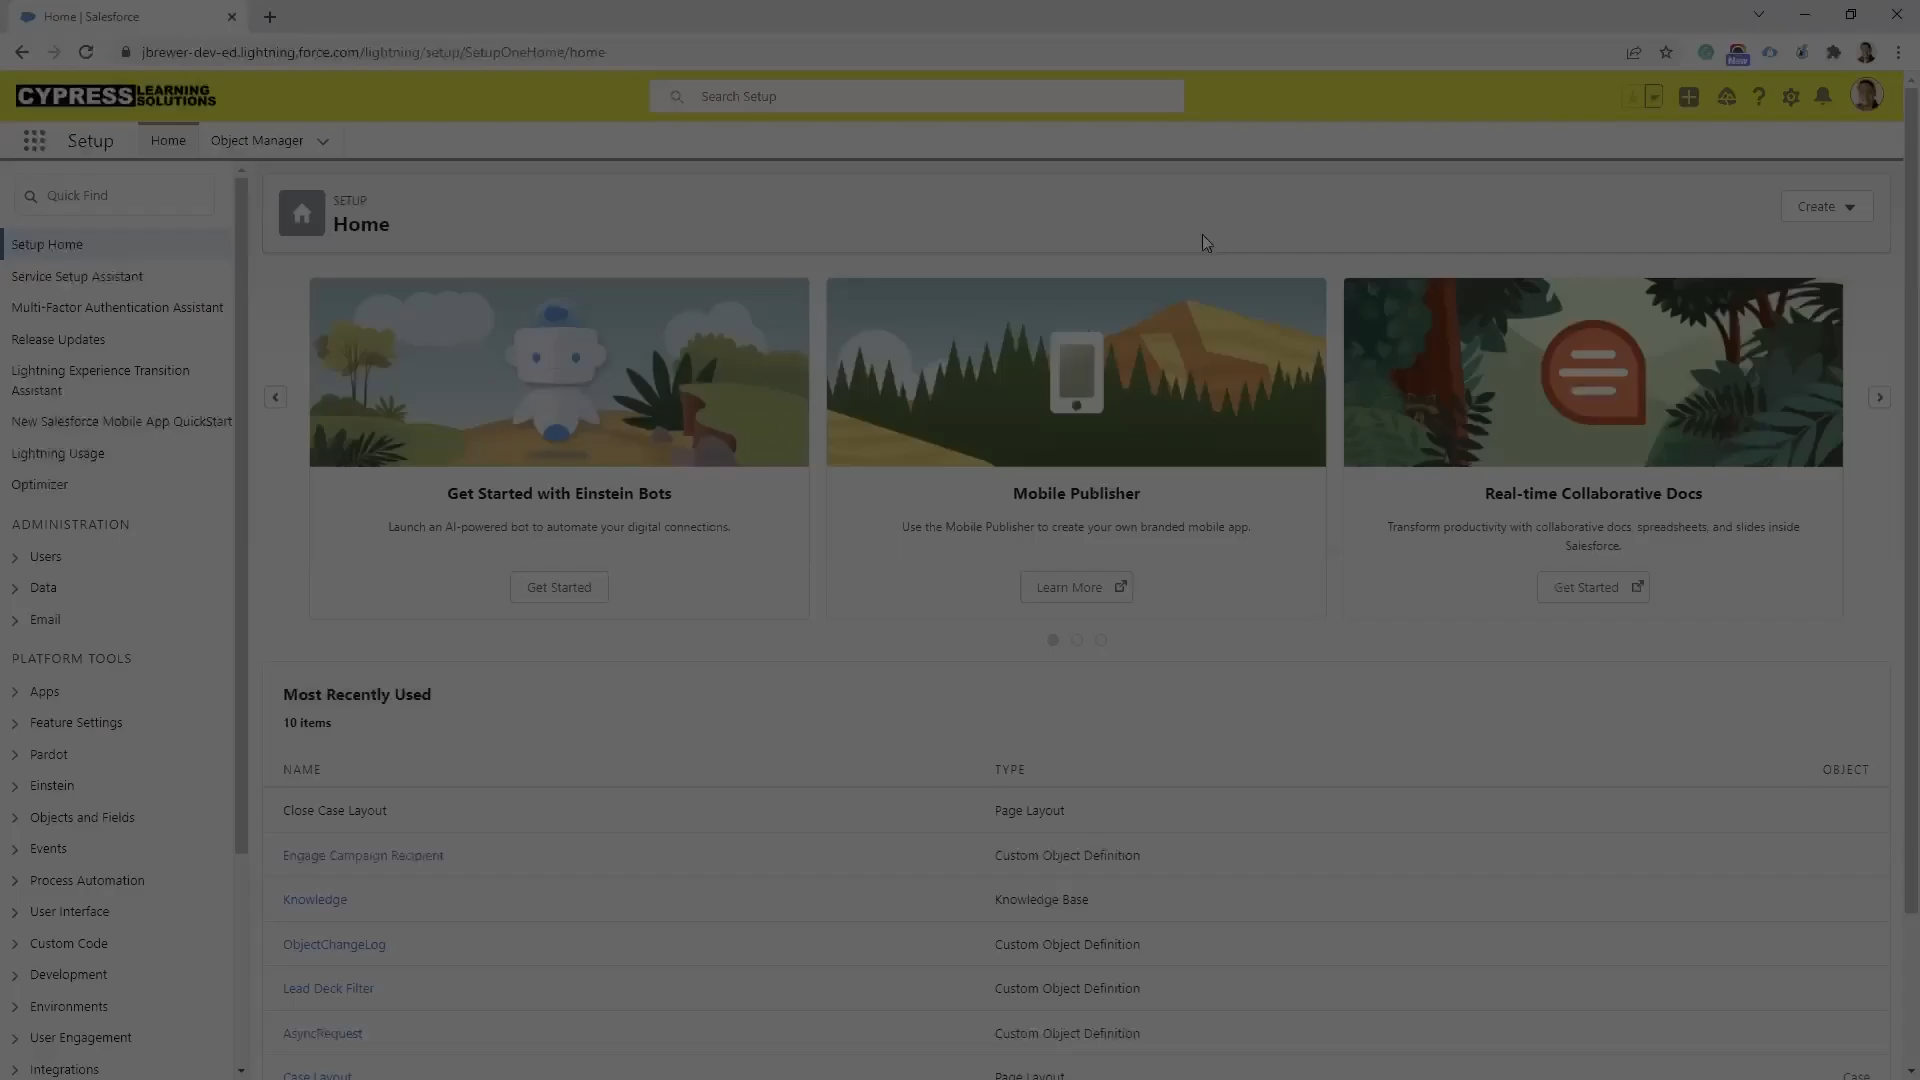 Home | Salesforce
jbrewer-dev-ed.lightning.force.com/lightning/setup/SetupOneHome/home
New
CYPRESS LEARNING SOLUTIONS
Search Setup
Setup
Home
Object Manager
Quick Find
SETUP
Home
Create
Setup Home
Service Setup Assistant
Multi-Factor Authentication Assistant
Release Updates
Lightning Experience Transition
Assistant
New Salesforce Mobile App QuickStart
Lightning Usage
Optimizer
ADMINISTRATION
Users
Data
Email
PLATFORM TOOLS
Apps
Feature Settings
Pardot
Einstein
Objects and Fields
Events
Process Automation
User Interface
Custom Code
Development
Environments
User Engagement
Integrations
Get Started with Einstein Bots
Launch an AI-powered bot to automate your digital connections.
Get Started
Mobile Publisher
Use the Mobile Publisher to create your own branded mobile app.
Learn More
Real-time Collaborative Docs
Transform productivity with collaborative docs, spreadsheets, and slides inside
Salesforce.
Get Started
Most Recently Used
10 items
NAME TYPE OBJECT
Close Case Layout Page Layout
Engage Campaign Recipient Custom Object Definition
Knowledge Knowledge Base
ObjectChangeLog Custom Object Definition
Lead Deck Filter Custom Object Definition
AsyncRequest Custom Object Definition
Case Layout Page Layout Case